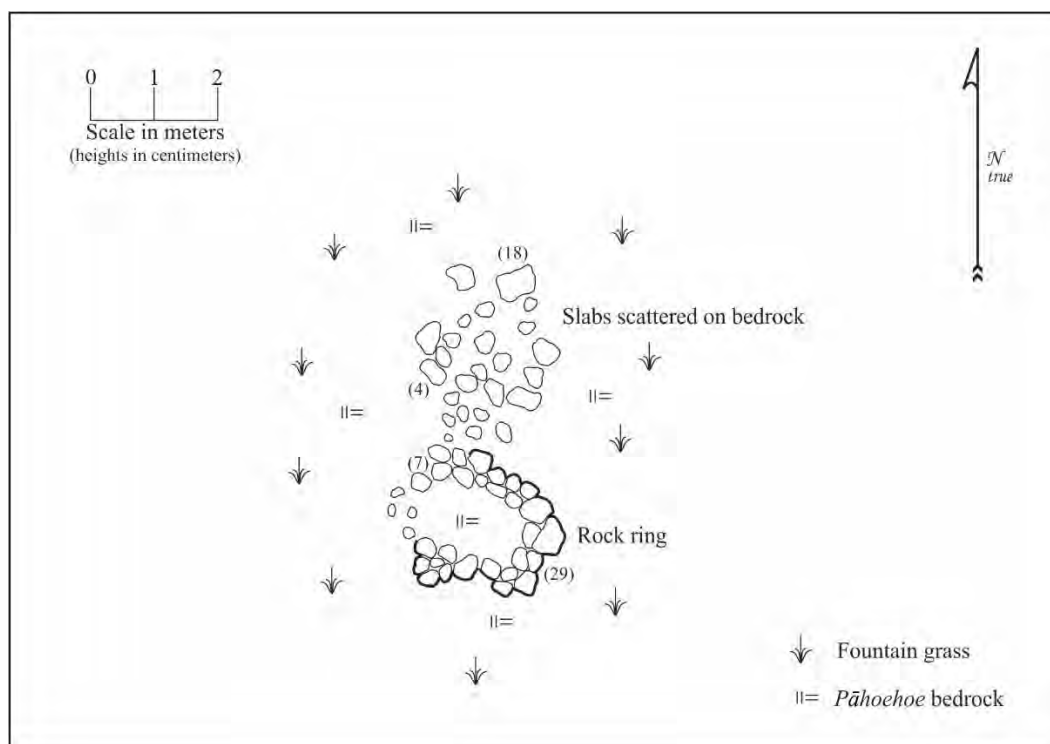 0 1 2
Scale in meters
(heights in centimeters)
N
true
(18)
Slabs scattered on bedrock
(4)
(7)
Rock ring
(29)
Fountain grass
Pāhoehoe bedrock